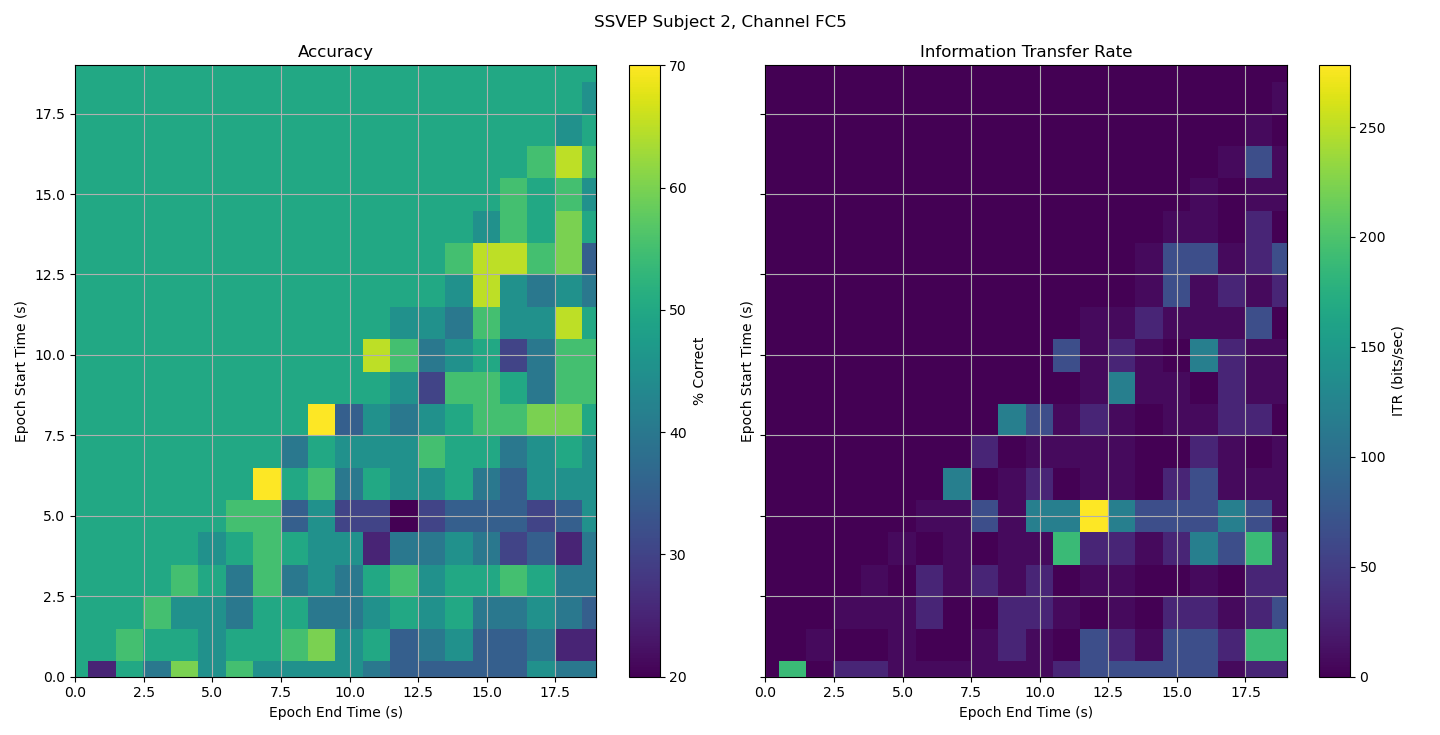 SSVEP Subject 2, Channel FC5
Accuracy
Information Transfer Rate
Epoch Start Time (s)
17.5
15.0
12.5
10.0
7.5
5.0
2.5
0.0
0.0 2.5 5.0 7.5 10.0 12.5 15.0 17.5
Epoch End Time (s)
70
60
50
40
30
20
% Correct
Epoch Start Time (s)
0.0 2.5 5.0 7.5 10.0 12.5 15.0 17.5
Epoch End Time (s)
250
200
150
100
50
0
ITR (bits/sec)